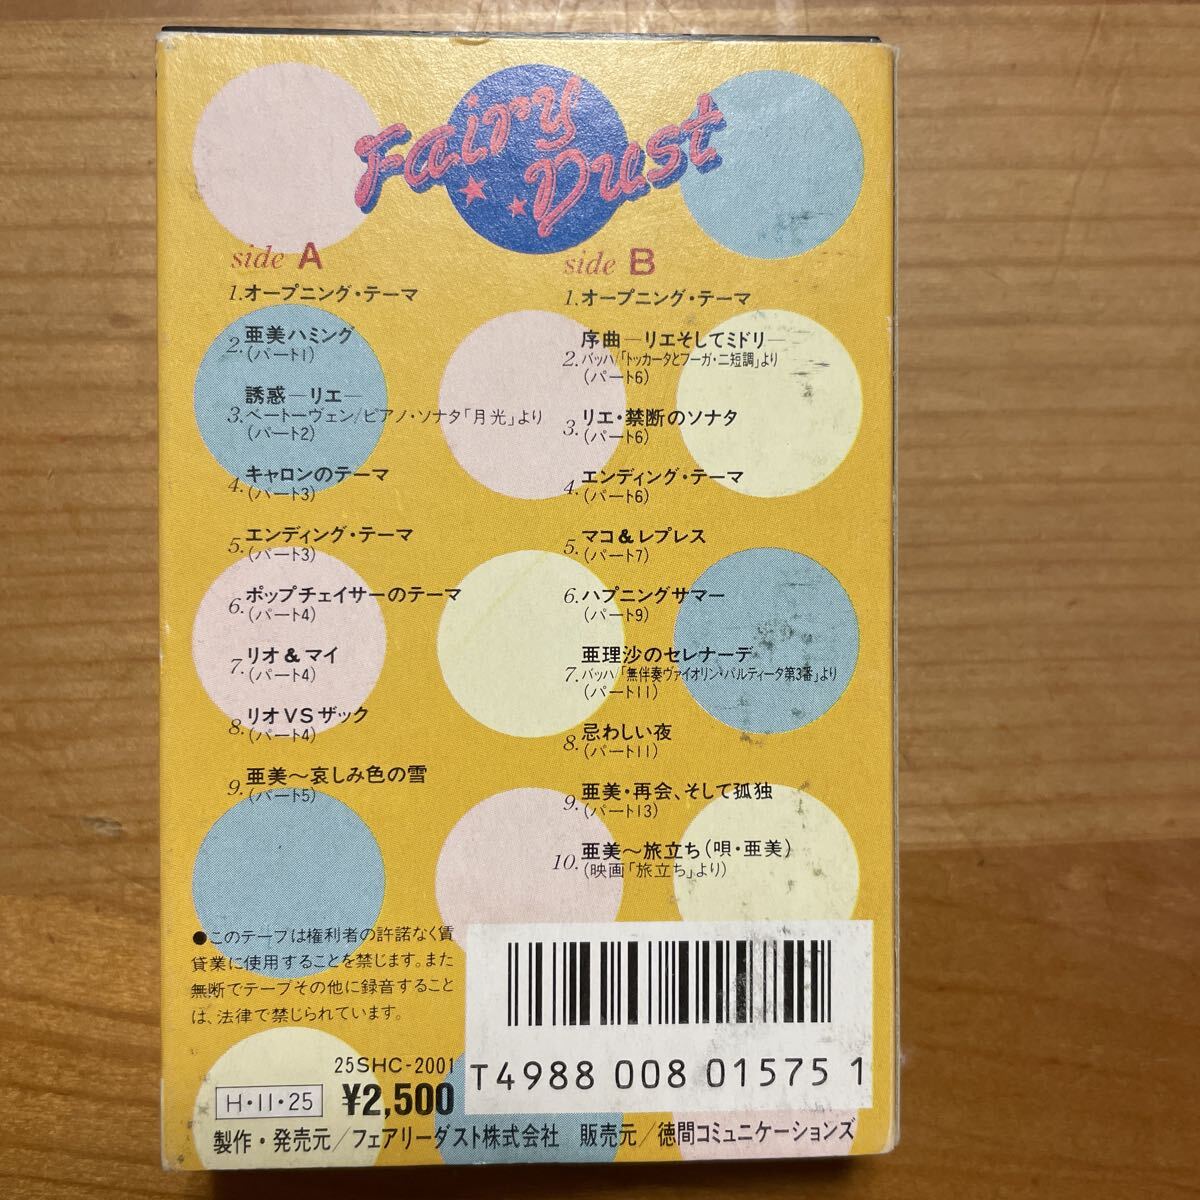 Fairy
Dust
side A
1. オープニング・テーマ
2. 亜美ハミング
(パート1)
3. 誘惑―リエ―
ベートーヴェン/ピアノ・ソナタ「月光」より
(パート2)
4. キャロンのテーマ
(パート3)
5. エンディング・テーマ
(パート3)
6. ポップチェイサーのテーマ
(パート4)
7. リオ&マイ
(パート4)
8. リオVSザック
(パート4)
9. 亜美〜哀しみ色の雪
(パート5)
side B
1. オープニング・テーマ
2. 序曲―リエそしてミドリ―
バッハ/「トッカータとフーガ・ニ短調」より
(パート6)
3. リエ・禁断のソナタ
(パート6)
4. エンディング・テーマ
(パート6)
5. マコ&レプレス
(パート7)
6. ハプニングサマー
(パート9)
7. 亜理沙のセレナーデ
バッハ/「無伴奏ヴァイオリン・パルティータ第3番」より
(パート11)
8. 忌わしい夜
(パート11)
9. 亜美・再会、そして孤独
(パート13)
10. 亜美〜旅立ち(唄・亜美)
(映画「旅立ち」より)
●このテープは権利者の許諾なく賃
貸業に使用することを禁じます。また
無断でテープその他に録音すること
は、法律で禁じられています。
25SHC-2001
H・11・25 ¥2,500
T4988 008 01575 1
製作・発売元/フェアリーダスト株式会社 販売元/徳間コミュニケーションズ